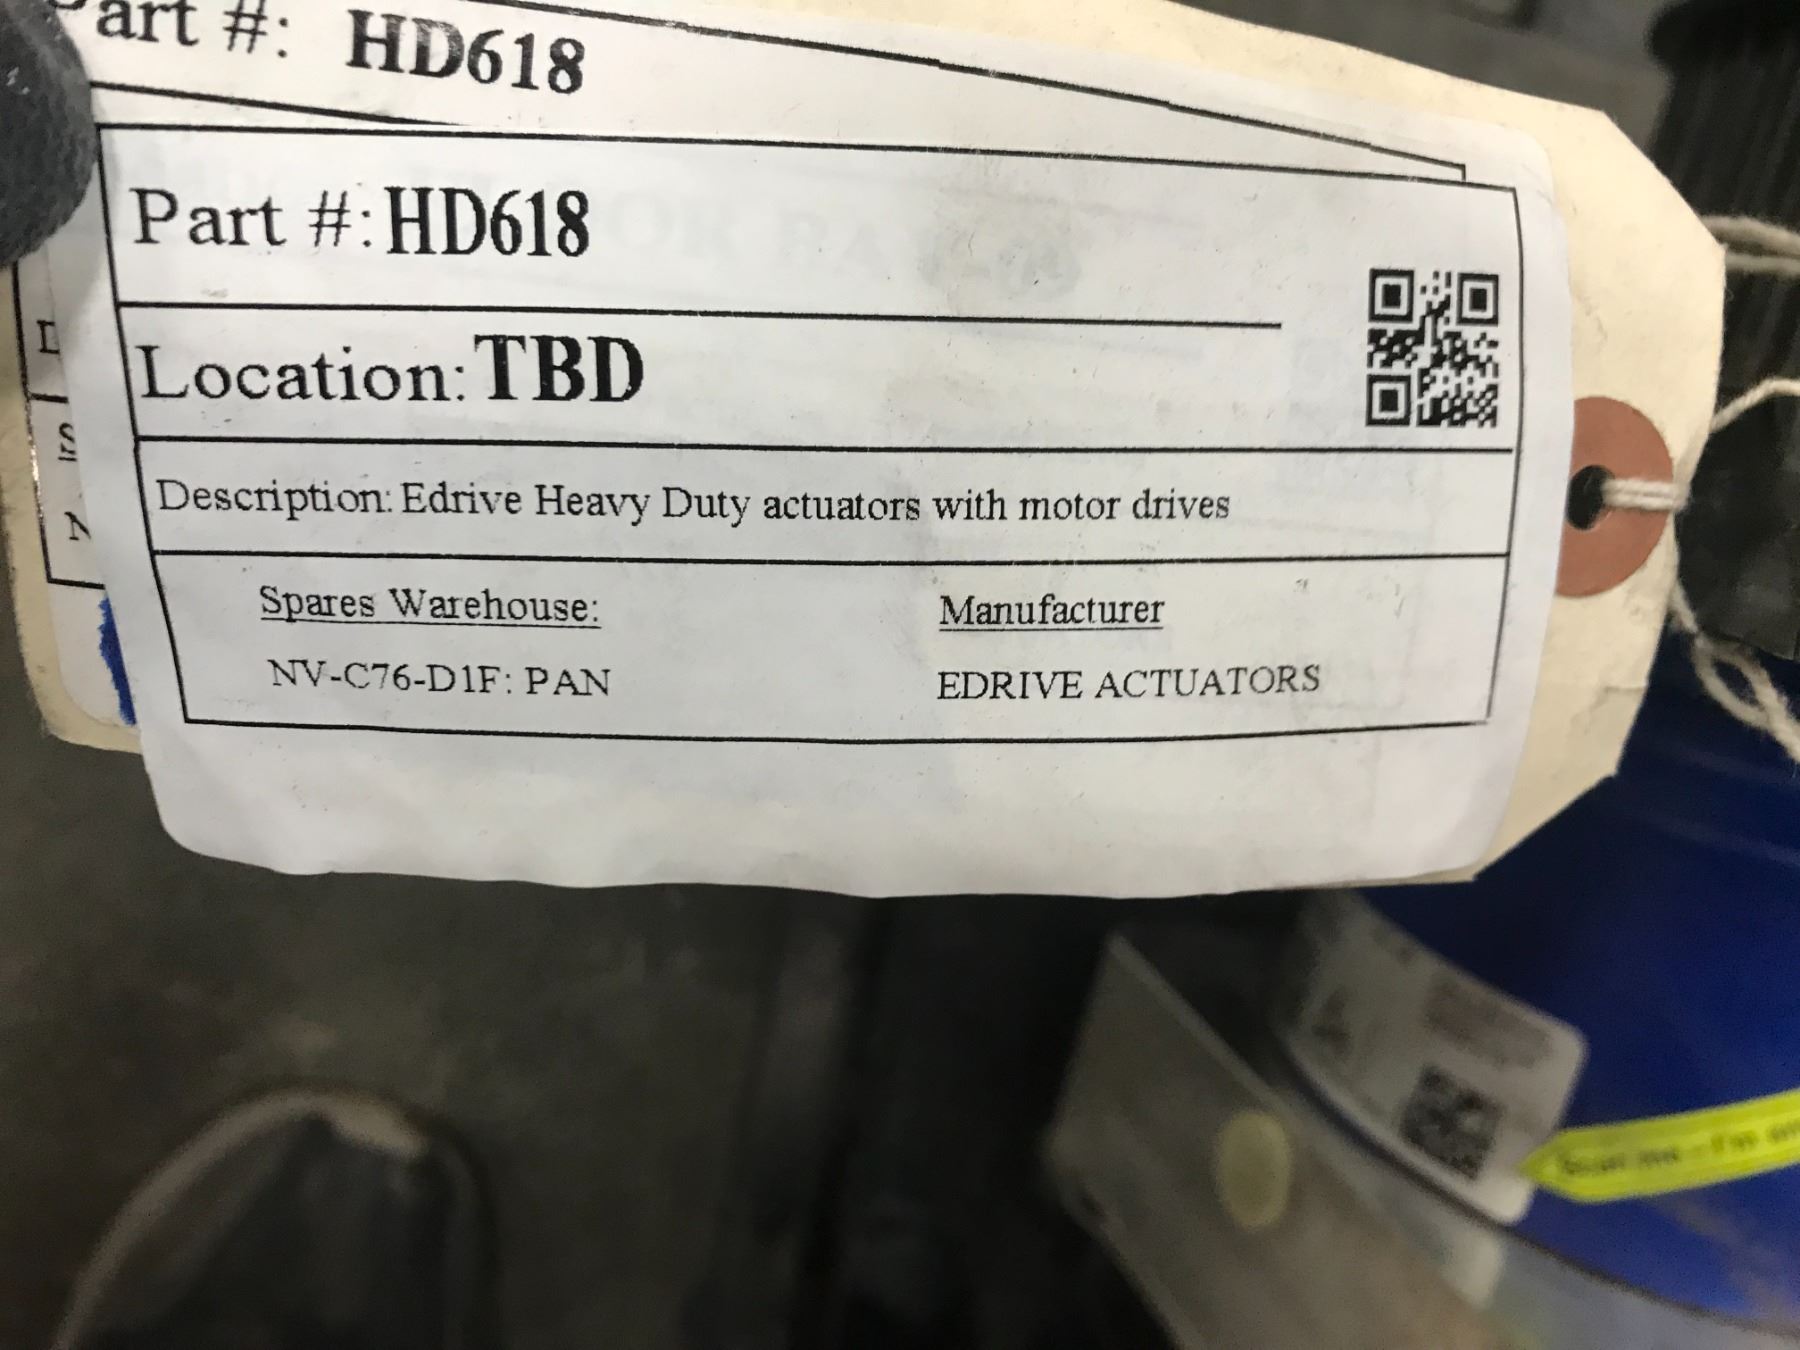 art #: HD618
Part #: HD618
Location: TBD
Description: Edrive Heavy Duty actuators with motor drives
Spares Warehouse:
Manufacturer
NV-C76-D1F: PAN
EDRIVE ACTUATORS